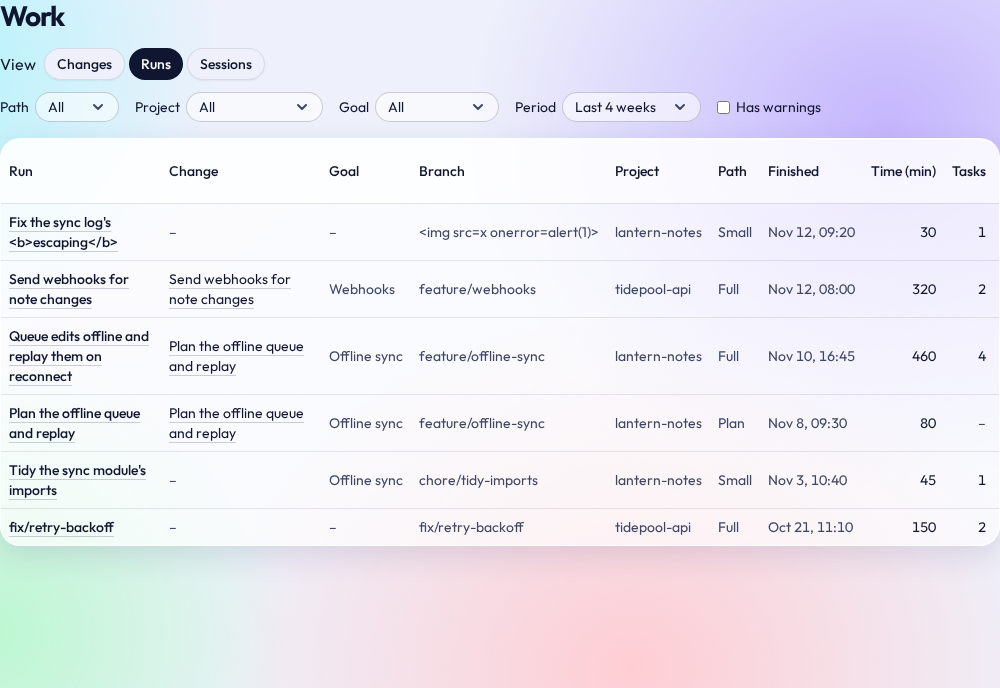 Work
View Changes Runs Sessions
Path All Project All Goal All Period Last 4 weeks Has warnings
Run Change Goal Branch Project Path Finished Time (min) Tasks
Fix the sync log's
<b>escaping</b> – – <img src=x onerror=alert(1)> lantern-notes Small Nov 12, 09:20 30 1
Send webhooks for Send webhooks for
note changes note changes Webhooks feature/webhooks tidepool-api Full Nov 12, 08:00 320 2
Queue edits offline and
replay them on Plan the offline queue
reconnect and replay Offline sync feature/offline-sync lantern-notes Full Nov 10, 16:45 460 4
Plan the offline queue Plan the offline queue
and replay and replay Offline sync feature/offline-sync lantern-notes Plan Nov 8, 09:30 80 –
Tidy the sync module's
imports – Offline sync chore/tidy-imports lantern-notes Small Nov 3, 10:40 45 1
fix/retry-backoff – – fix/retry-backoff tidepool-api Full Oct 21, 11:10 150 2